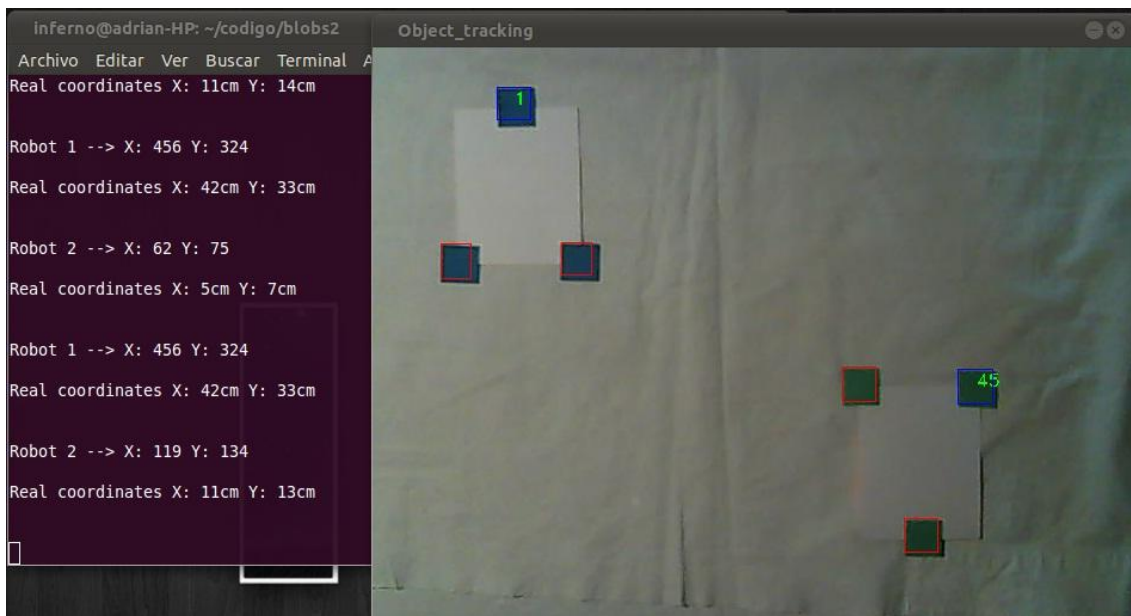 inferno@adrian-HP: ~/codigo/blobs2
Archivo Editar Ver Buscar Terminal A
Real coordinates X: 11cm Y: 14cm
Robot 1 --> X: 456 Y: 324
Real coordinates X: 42cm Y: 33cm
Robot 2 --> X: 62 Y: 75
Real coordinates X: 5cm Y: 7cm
Robot 1 --> X: 456 Y: 324
Real coordinates X: 42cm Y: 33cm
Robot 2 --> X: 119 Y: 134
Real coordinates X: 11cm Y: 13cm
Object_tracking
1
45